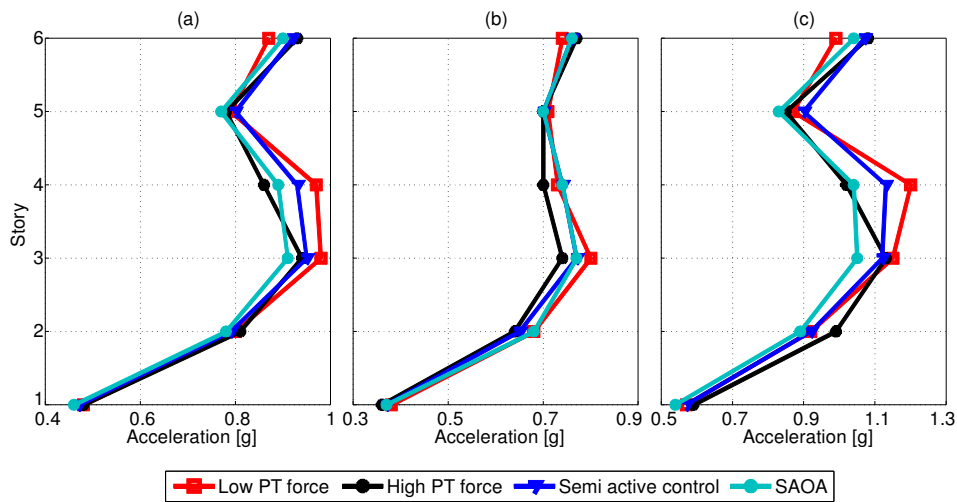 (a) (b) (c)
6
5
4
3
2
1
Story
0.4 0.6 0.8 1
0.3 0.5 0.7 0.9
0.5 0.7 0.9 1.1 1.3
Acceleration [g] Acceleration [g] Acceleration [g]
Low PT force High PT force Semi active control SAOA